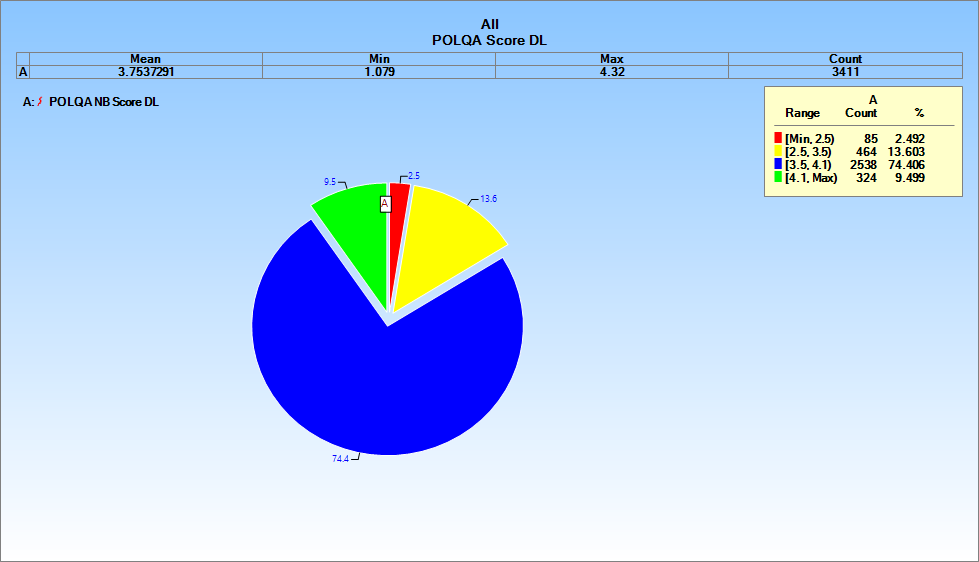 All
POLQA Score DL
Mean Min Max Count
A 3.7537291 1.079 4.32 3411
A: POLQA NB Score DL
A
Range Count %
[Min, 2.5) 85 2.492
[2.5, 3.5) 464 13.603
[3.5, 4.1) 2538 74.406
[4.1, Max) 324 9.499
9.5
2.5
13.6
A
74.4